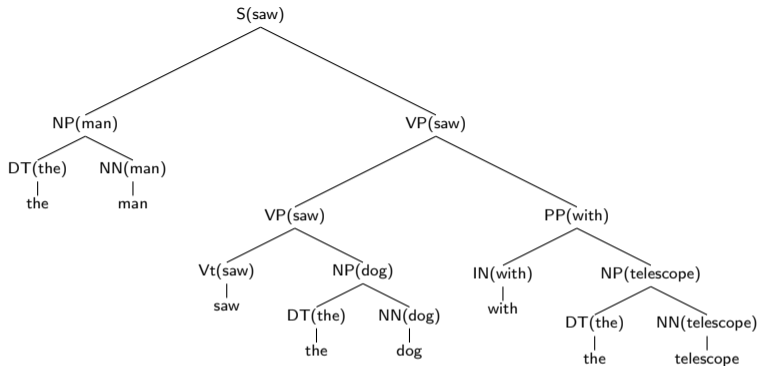 S(saw)
NP(man) VP(saw)
DT(the) NN(man)
the man
VP(saw) PP(with)
Vt(saw) NP(dog) IN(with) NP(telescope)
saw with
DT(the) NN(dog) DT(the) NN(telescope)
the dog the telescope